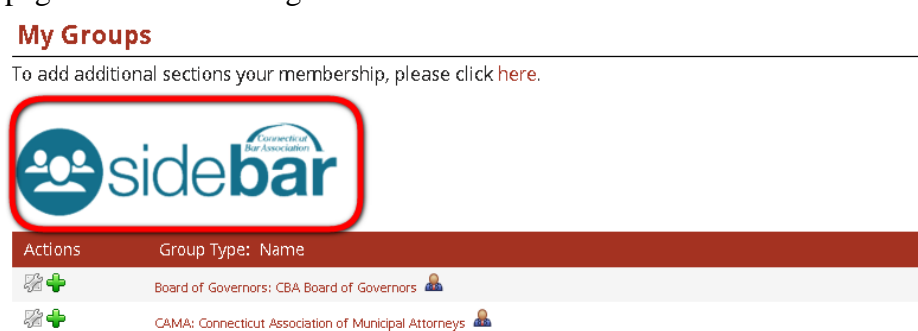 My Groups
To add additional sections your membership, please click here.
Connecticut
Bar Association
sidebar
Actions Group Type: Name
Board of Governors: CBA Board of Governors
CAMA: Connecticut Association of Municipal Attorneys